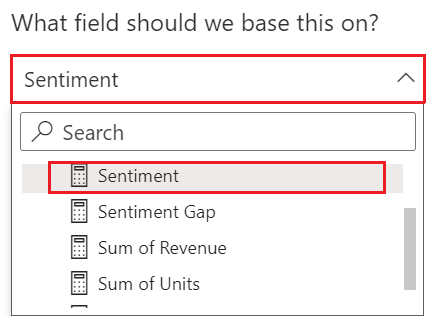 What field should we base this on?
Sentiment
Search
Sentiment
Sentiment Gap
Sum of Revenue
Sum of Units